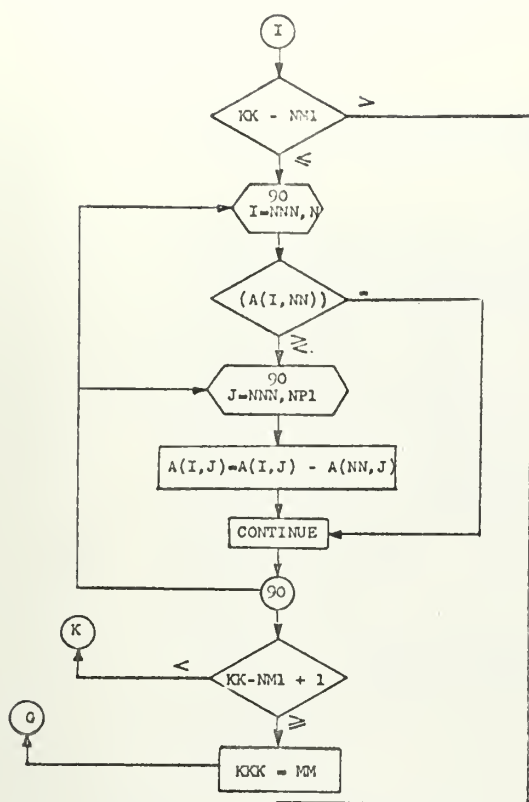 I
KK - NM1
>
≤
90
I=NNN,N
(A(I,NN))
=
≷
90
J=NNN,NP1
A(I,J)=A(I,J) - A(NN,J)
CONTINUE
90
K
<
KK-NM1 + 1
G
≥
KKK = MM